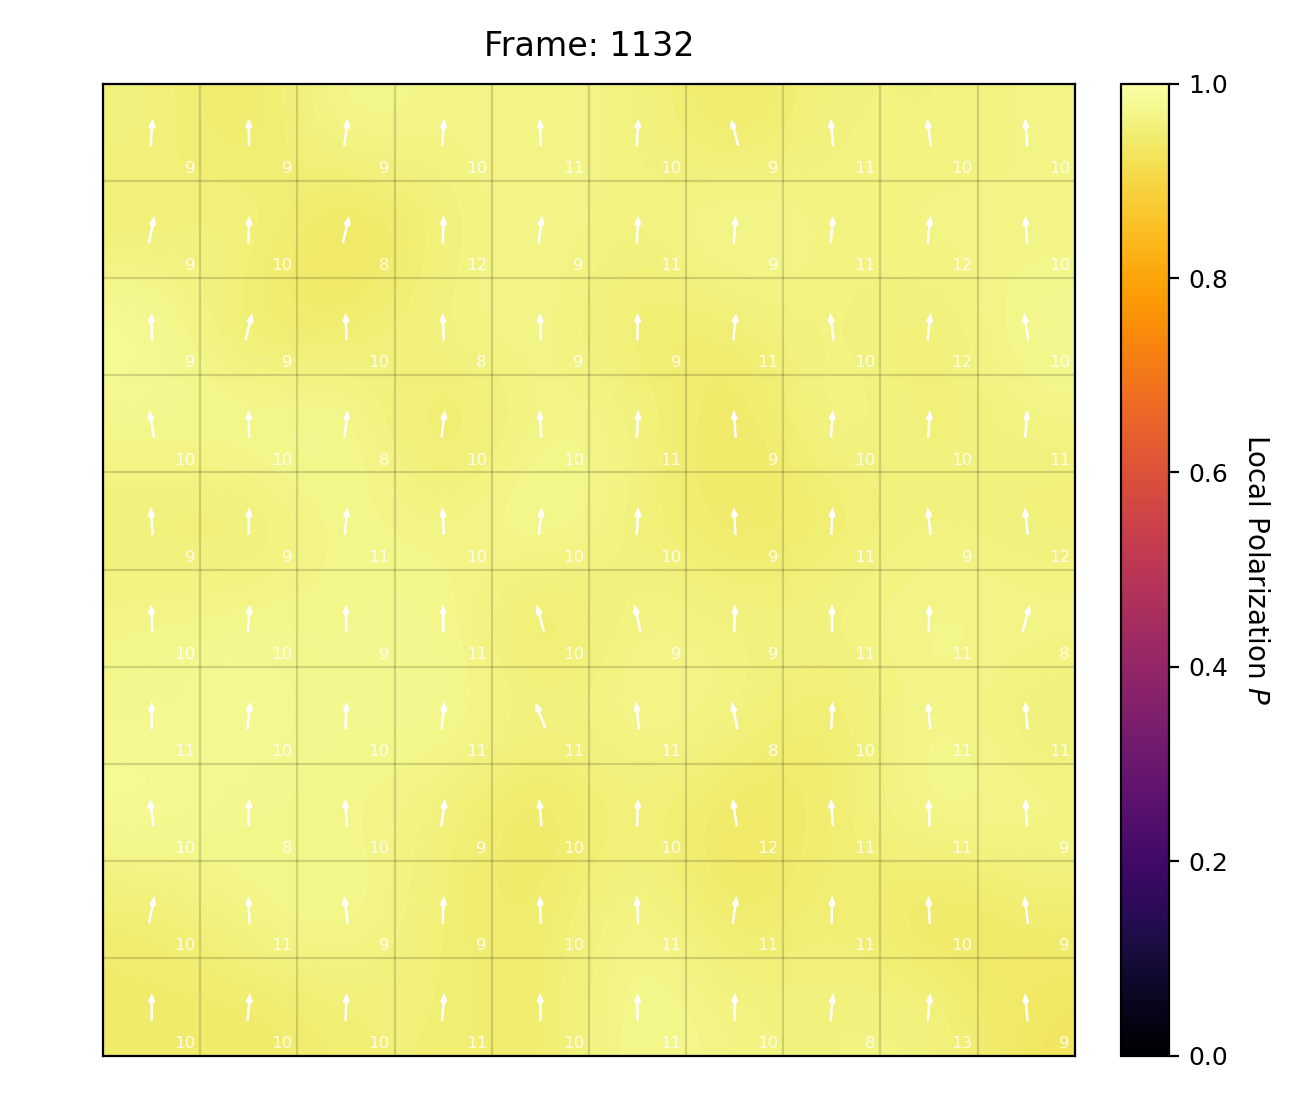 Frame: 1132
9 9 9 10 11 10 9 11 10 10
9 10 8 12 9 11 9 11 12 10
9 9 10 8 9 9 11 10 12 10
10 10 8 10 10 11 9 10 10 11
9 9 11 10 10 10 9 11 9 12
10 10 9 11 10 9 9 11 11 8
11 10 10 11 11 11 8 10 11 11
10 8 10 9 10 10 12 11 11 9
10 11 9 9 10 11 11 11 10 9
10 10 10 11 10 11 10 8 13 9
1.0
0.8
0.6
0.4
0.2
0.0
Local Polarization P